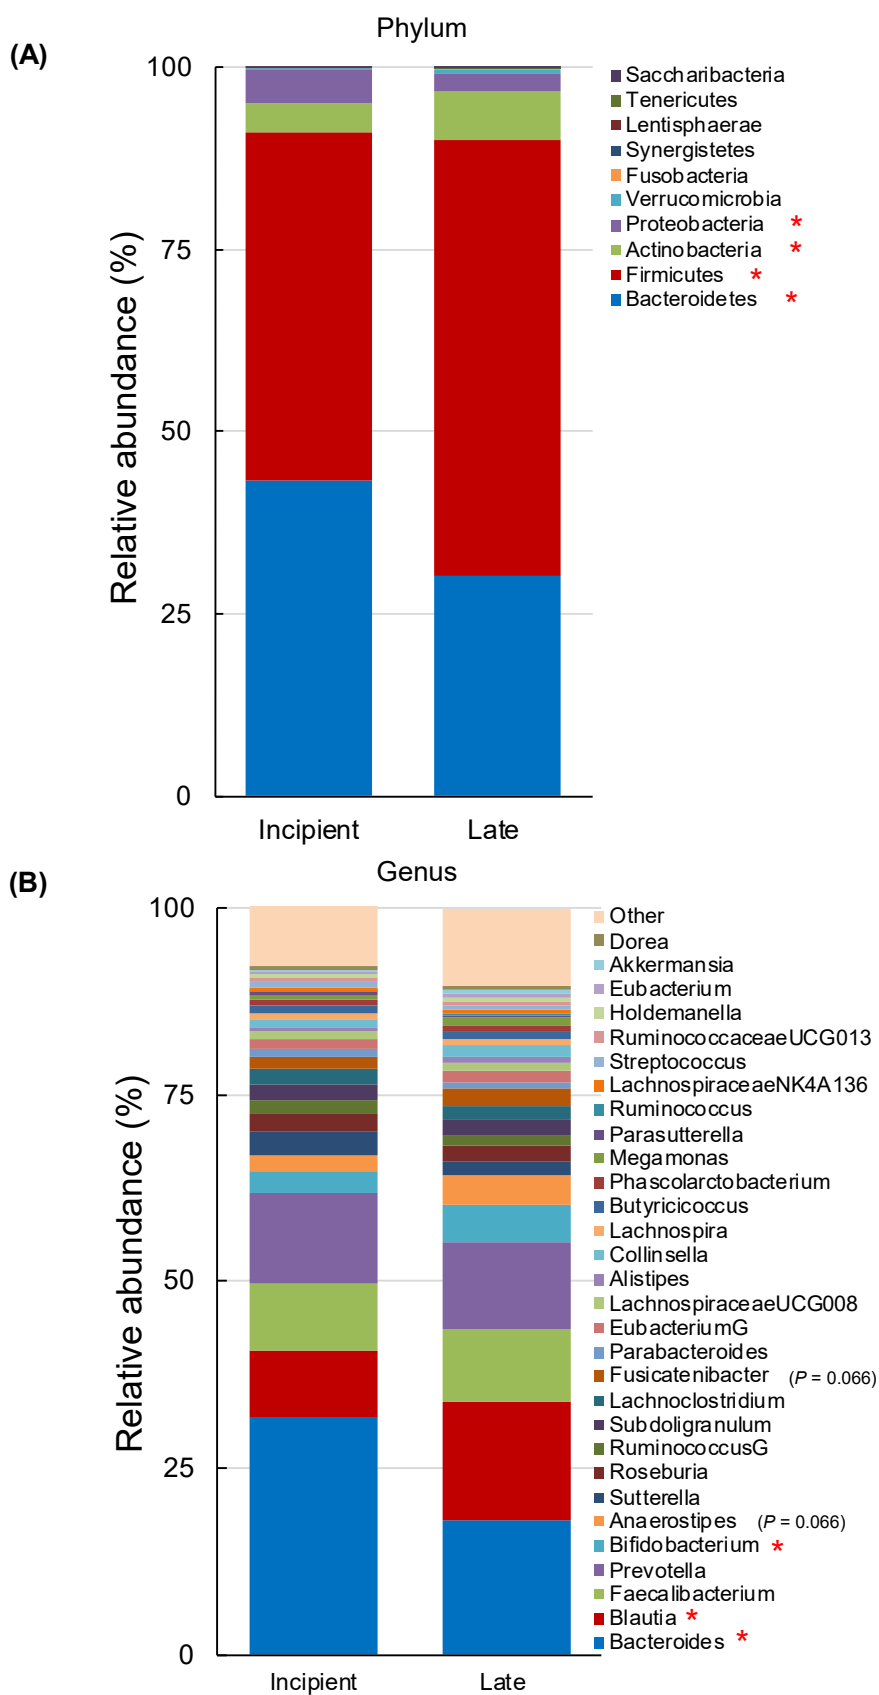 (A)
Phylum
Relative abundance (%)
100
75
50
25
0
Incipient
Late
Saccharibacteria
Tenericutes
Lentisphaerae
Synergistetes
Fusobacteria
Verrucomicrobia
Proteobacteria *
Actinobacteria *
Firmicutes *
Bacteroidetes *
(B)
Genus
Relative abundance (%)
100
75
50
25
0
Incipient
Late
Other
Dorea
Akkermansia
Eubacterium
Holdemanella
RuminococcaceaeUCG013
Streptococcus
LachnospiraceaeNK4A136
Ruminococcus
Parasutterella
Megamonas
Phascolarctobacterium
Butyricicoccus
Lachnospira
Collinsella
Alistipes
LachnospiraceaeUCG008
EubacteriumG
Parabacteroides
Fusicatenibacter (P = 0.066)
Lachnoclostridium
Subdoligranulum
RuminococcusG
Roseburia
Sutterella
Anaerostipes (P = 0.066)
Bifidobacterium *
Prevotella
Faecalibacterium
Blautia *
Bacteroides *